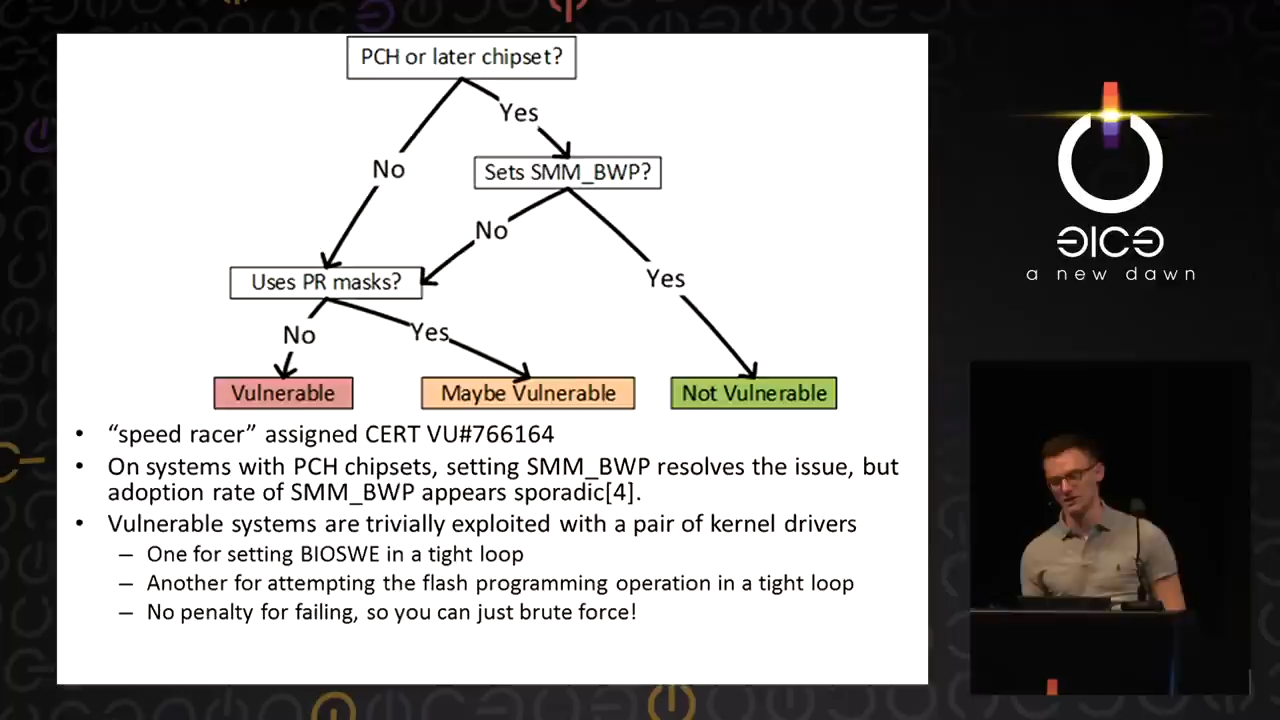 PCH or later chipset?
Yes
No
Sets SMM_BWP?
No
Yes
Uses PR masks?
No
Yes
Vulnerable
Maybe Vulnerable
Not Vulnerable
• “speed racer” assigned CERT VU#766164
• On systems with PCH chipsets, setting SMM_BWP resolves the issue, but
adoption rate of SMM_BWP appears sporadic[4].
• Vulnerable systems are trivially exploited with a pair of kernel drivers
– One for setting BIOSWE in a tight loop
– Another for attempting the flash programming operation in a tight loop
– No penalty for failing, so you can just brute force!
a new dawn